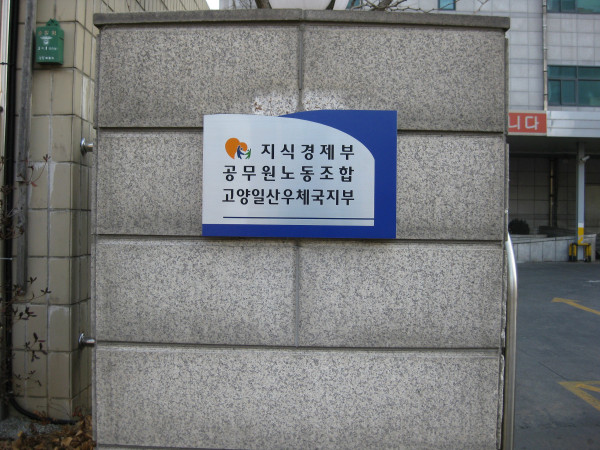 지식경제부
공무원노동조합
고양일산우체국지부
니다